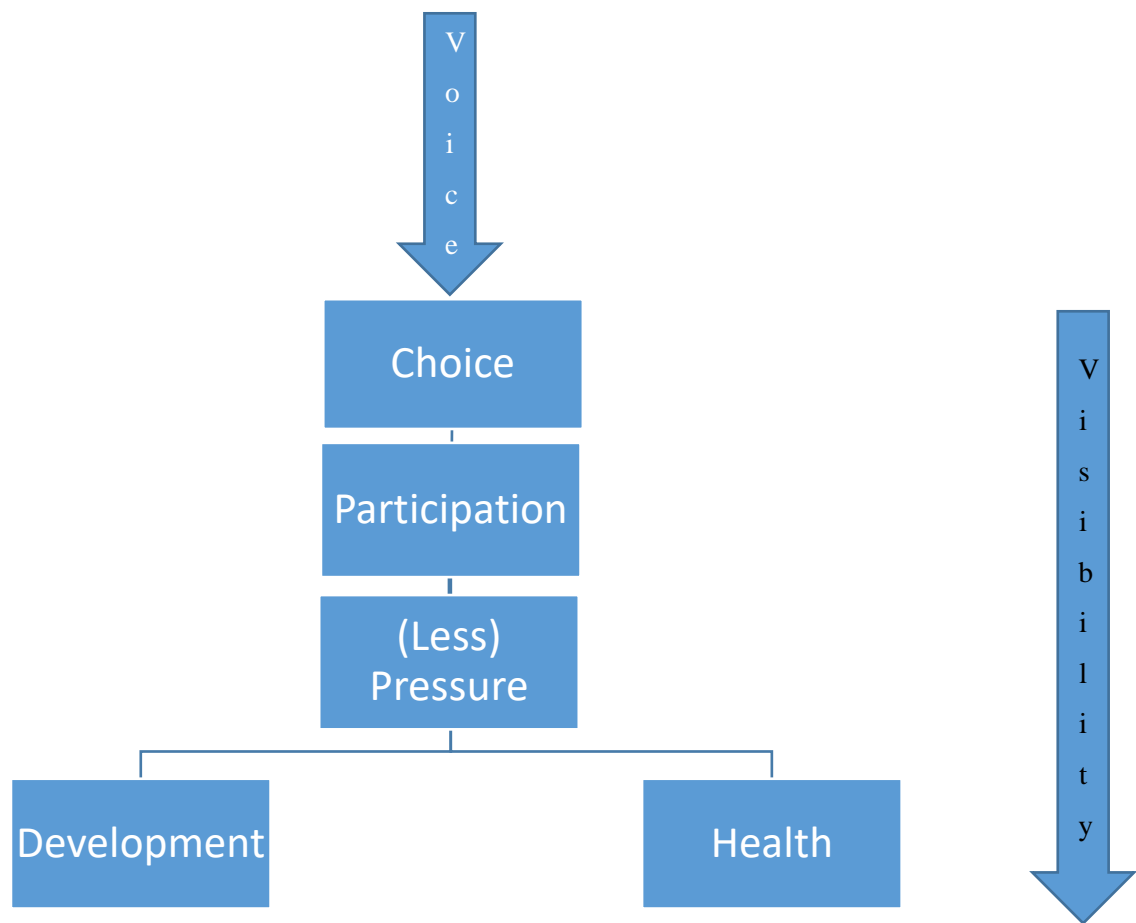 Voice
Choice
Participation
(Less)
Pressure
Development
Health
Visibility